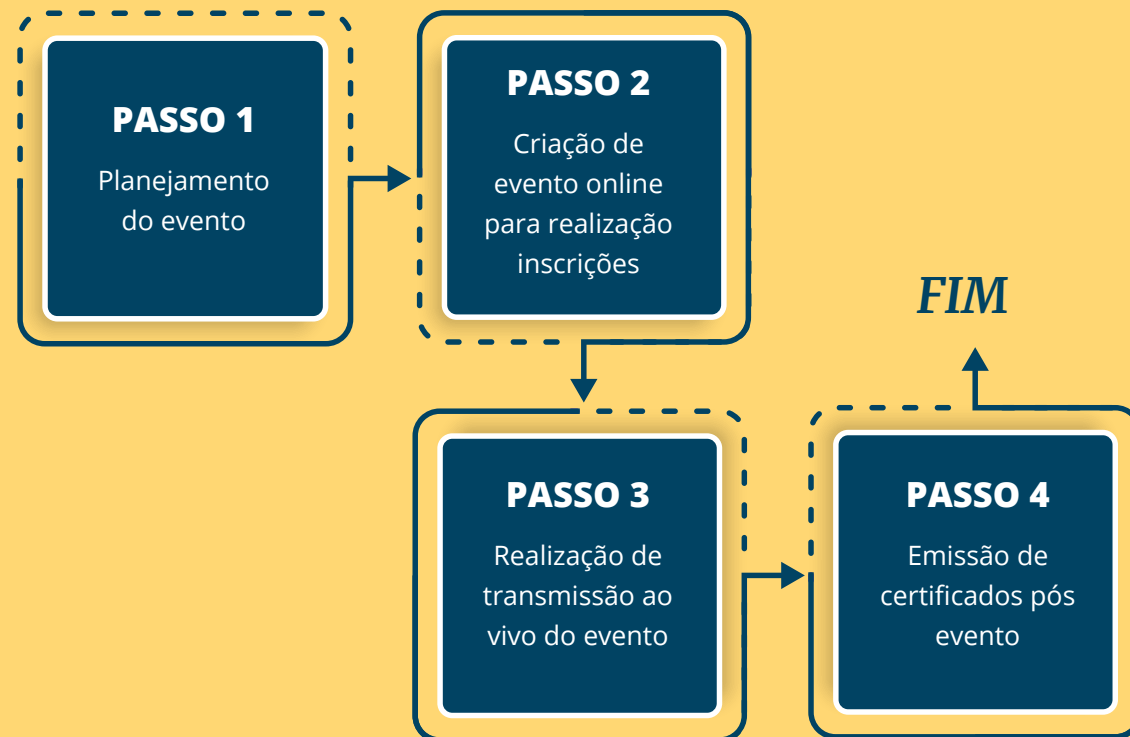 PASSO 1
Planejamento
do evento
PASSO 2
Criação de
evento online
para realização
inscrições
PASSO 3
Realização de
transmissão ao
vivo do evento
PASSO 4
Emissão de
certificados pós
evento
FIM